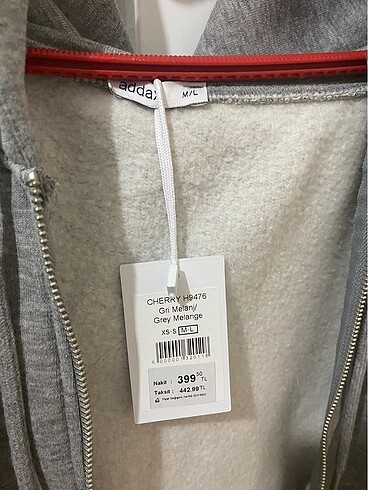 addax
M/L
CHERRY H9476
Gri Melanj/
Grey Melange
XS-S M-L
Nakit : 399 50 TL
Taksit : 442.99 TL